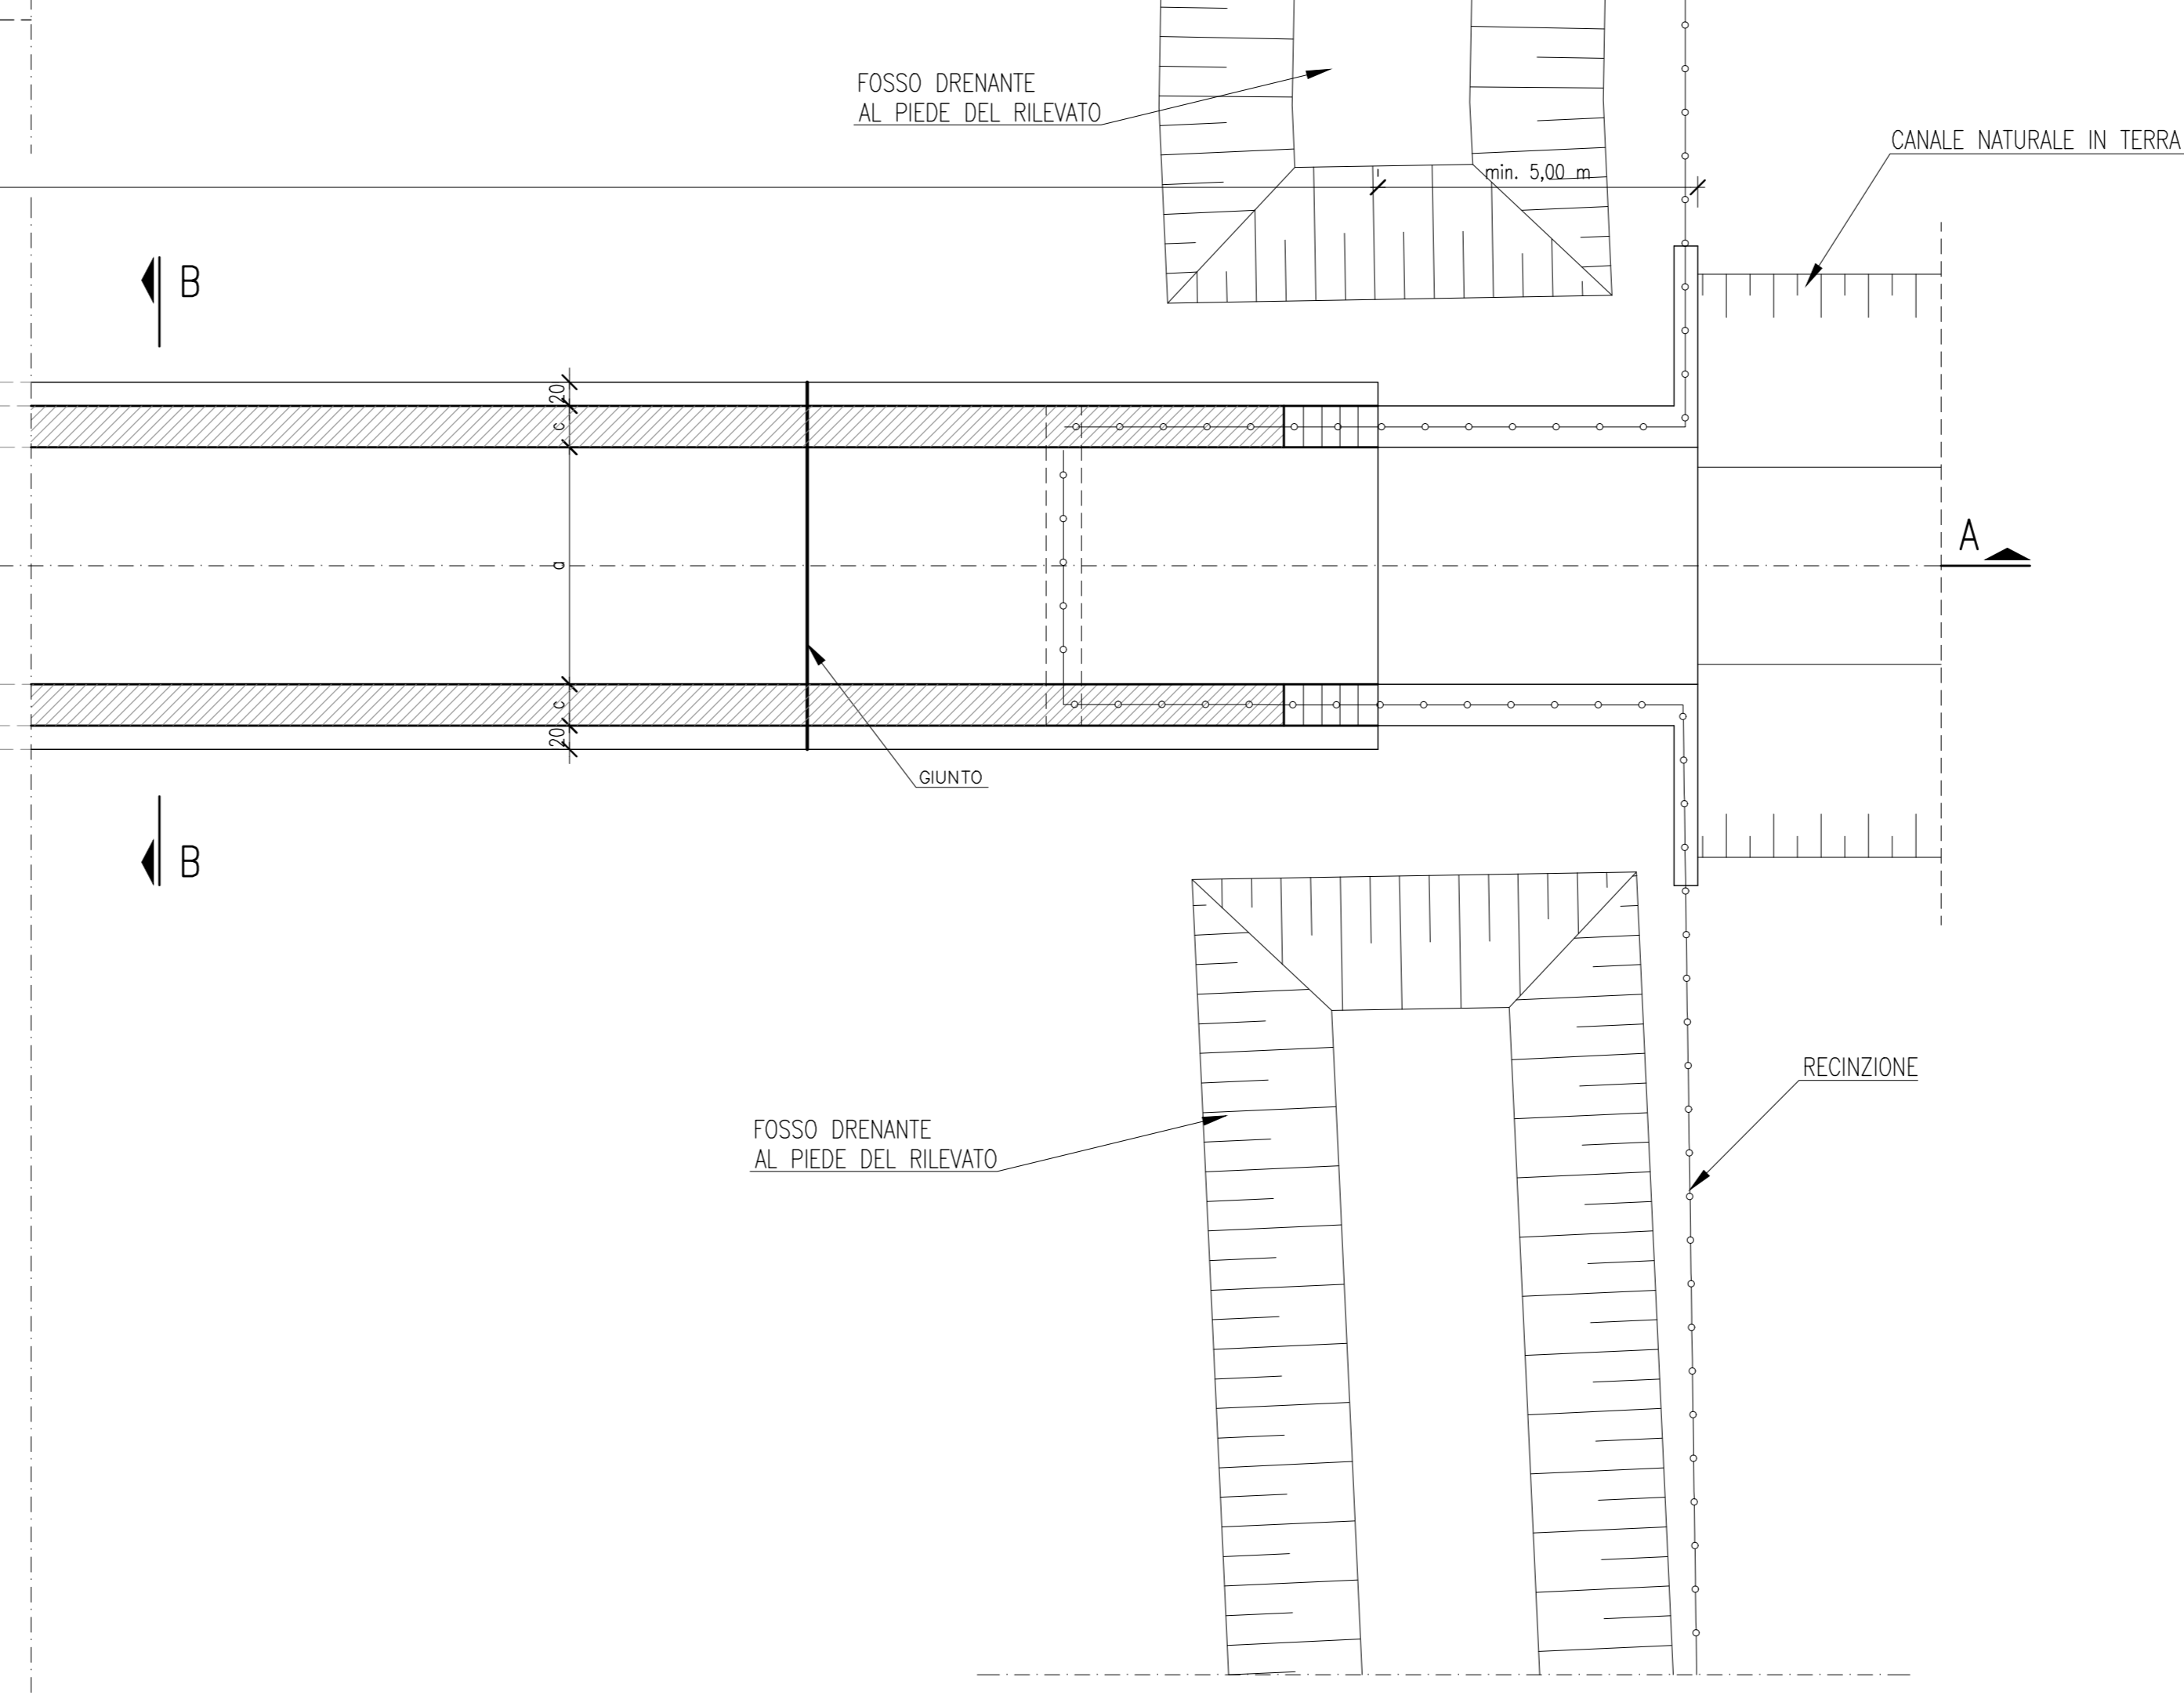 FOSSO DRENANTE
AL PIEDE DEL RILEVATO
CANALE NATURALE IN TERRA
min. 5,00 m
B
20
c
a
c
20
A
GIUNTO
B
RECINZIONE
FOSSO DRENANTE
AL PIEDE DEL RILEVATO